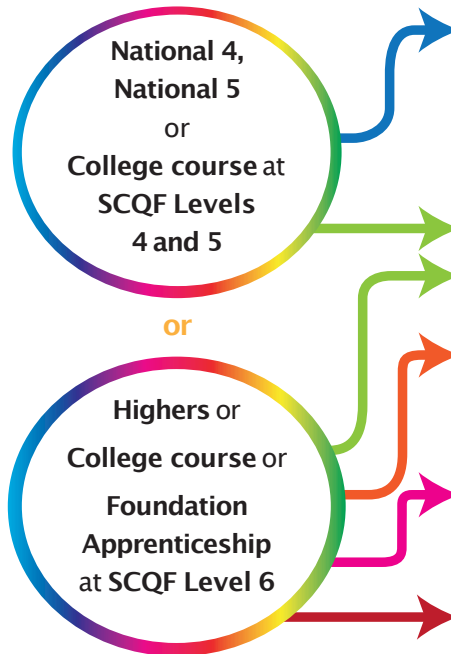 National 4,
National 5
or
College course at
SCQF Levels
4 and 5
or
Highers or
College course or
Foundation
Apprenticeship
at SCQF Level 6